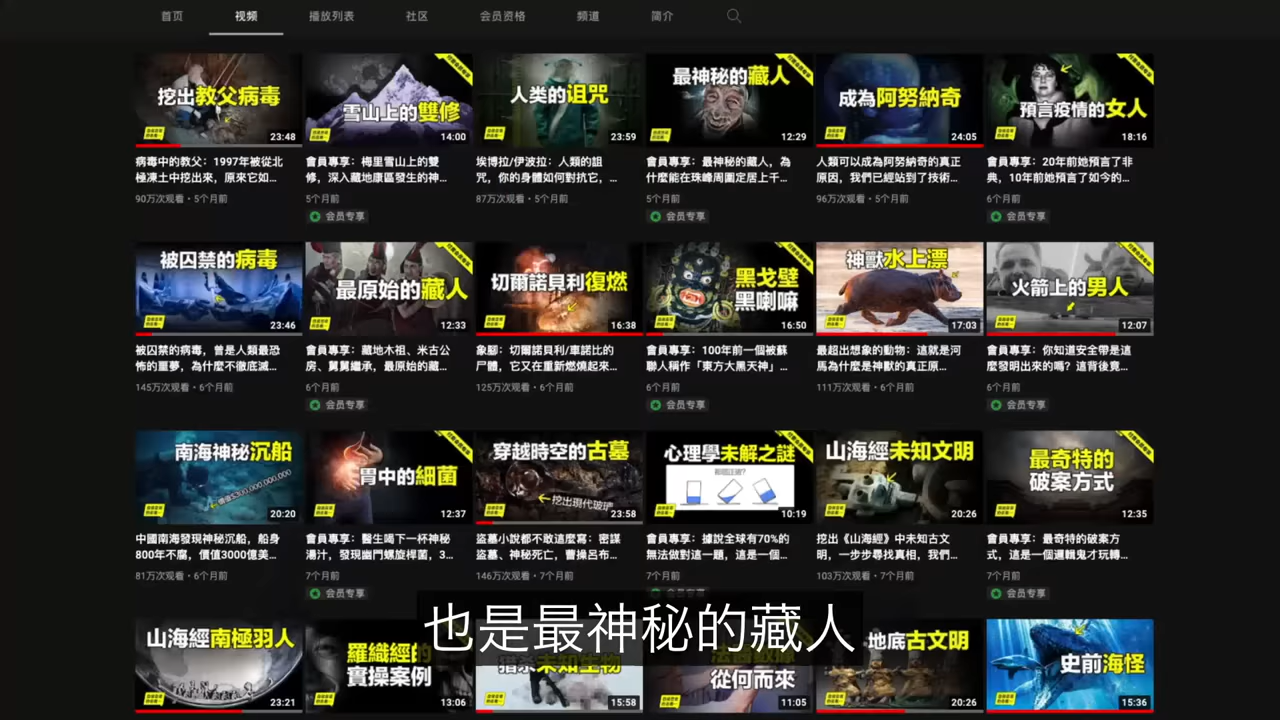 首页
视频
播放列表
社区
会员资格
频道
简介
挖出教父病毒
23:48
雪山上的雙修
14:00
人类的诅咒
23:59
最神秘的藏人
12:29
成為阿努納奇
24:05
預言疫情的女人
18:16
病毒中的教父：1997年被從北
極凍土中挖出來，原來它如...
90万次观看・5个月前
會員專享：梅里雪山上的雙
修，深入藏地康區發生的神...
5个月前
会员专享
埃博拉/伊波拉：人類的詛
咒，你的身體如何對抗它，...
87万次观看・5个月前
會員專享：最神秘的藏人，為
什麼能在珠峰周圍定居上千...
5个月前
会员专享
人類可以成為阿努納奇的真正
原因，我們已經站到了技術...
96万次观看・5个月前
會員專享：20年前她預言了非
典，10年前她預言了如今的...
6个月前
会员专享
被囚禁的病毒
23:46
最原始的藏人
12:33
切爾諾貝利復燃
16:38
黑戈壁
黑喇嘛
16:50
神獸水上漂
17:03
火箭上的男人
12:07
被囚禁的病毒，曾是人類最恐
怖的噩夢，為什麼不徹底滅...
145万次观看・6个月前
會員專享：藏地木祖、米古公
房、舅舅繼承，最原始的藏...
6个月前
会员专享
象腳：切爾諾貝利/車諾比的
尸體，它又在重新燃燒起來...
125万次观看・6个月前
會員專享：100年前一個被蘇
聯人稱作「東方大黑天神」...
6个月前
会员专享
最超出想象的動物：這就是河
馬為什麼是神獸的真正原...
111万次观看・6个月前
會員專享：你知道安全帶是這
麼發明出來的嗎？這背後竟...
6个月前
会员专享
南海神秘沉船
價值$300,000,000,000
20:20
胃中的細菌
12:37
穿越時空的古墓
挖出現代玻璃
23:58
心理學未解之謎
10:19
山海經未知文明
20:26
最奇特的
破案方式
12:35
中國南海發現神秘沉船，船身
800年不腐，價值3000億美...
81万次观看・6个月前
會員專享：醫生喝下一杯神秘
湯汁，發現幽門螺旋桿菌，3...
7个月前
会员专享
盜墓小說都不敢這麼寫：密謀
盜墓、神秘死亡，曹操呂布...
146万次观看・7个月前
會員專享：據說全球有70%的
無法做對這一題，這是一個...
7个月前
会员专享
挖出《山海經》中未知古文
明，一步步尋找真相，我們...
103万次观看・7个月前
會員專享：最奇特的破案方
式，這是一個邏輯鬼才玩轉...
7个月前
会员专享
也是最神秘的藏人
山海經南極羽人
23:21
羅織經的
實操案例
13:06
猎杀未知生物
15:58
從何而來
11:05
地底古文明
20:26
史前海怪
15:36